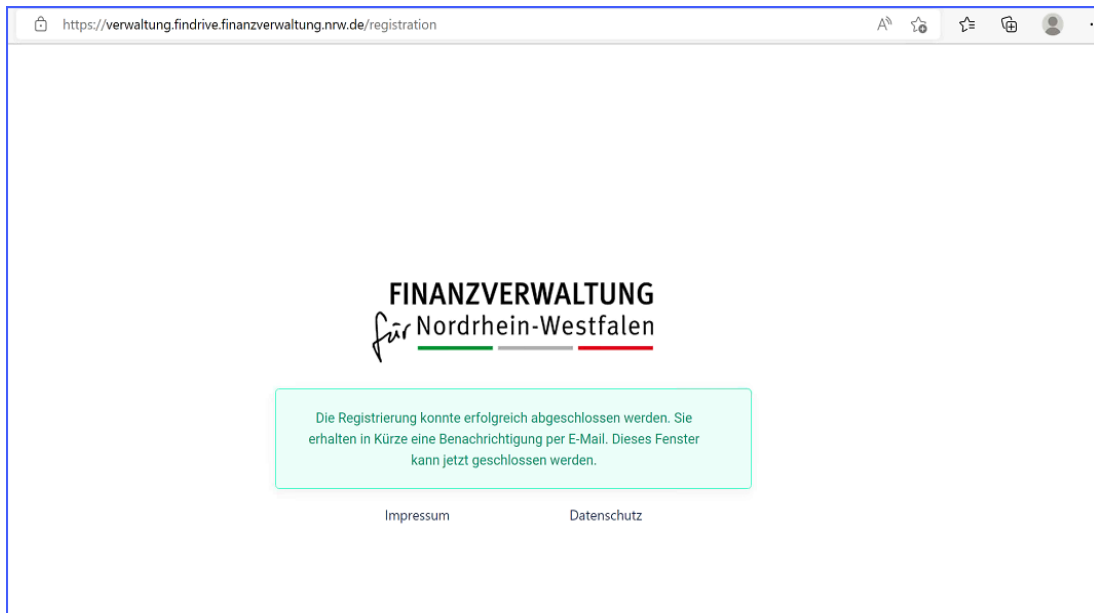 https://verwaltung.findrive.finanzverwaltung.nrw.de/registration
FINANZVERWALTUNG
für Nordrhein-Westfalen
Die Registrierung konnte erfolgreich abgeschlossen werden. Sie
erhalten in Kürze eine Benachrichtigung per E-Mail. Dieses Fenster
kann jetzt geschlossen werden.
Impressum Datenschutz